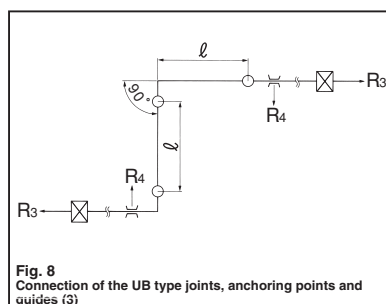 ℓ
R3
90°
R4
ℓ
R4
R3
Fig. 8
Connection of the UB type joints, anchoring points and
guides (3)